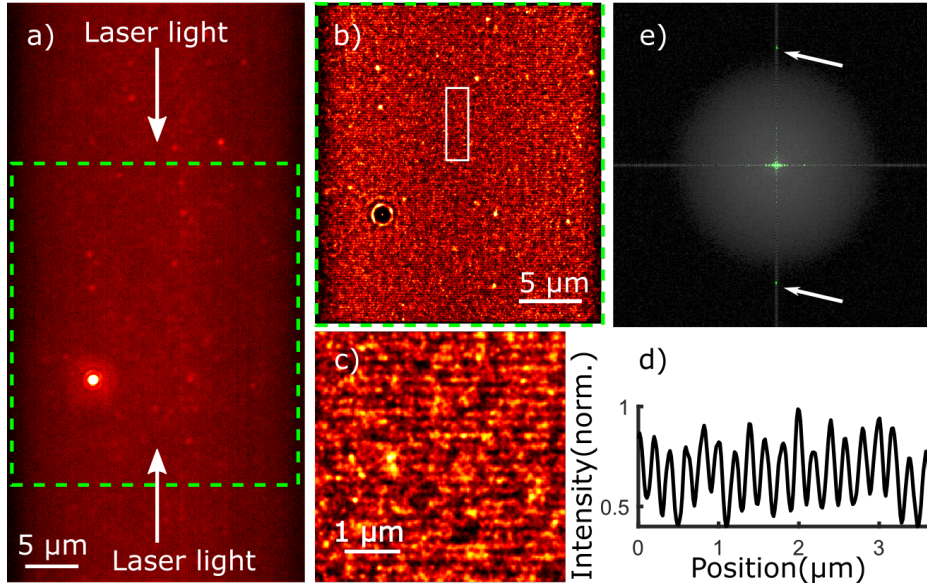 a)
Laser light
5 µm
Laser light
b)
5 µm
c)
1 µm
e)
d)
Intensity(norm.)
1
0.5
0
1
2
3
Position(µm)